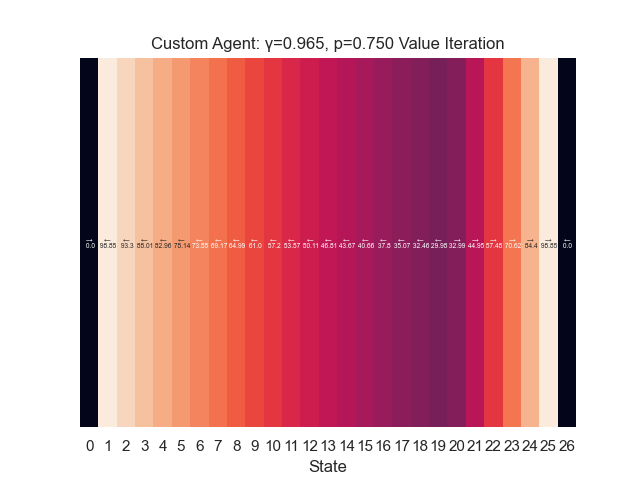 Custom Agent: γ=0.965, p=0.750 Value Iteration
0.0 98.85 93.3 88.01 82.96 78.14 73.55 69.17 64.99 61.0 57.2 53.57 50.11 46.81 43.67 40.66 37.8 35.07 32.46 29.98 32.99 44.95 57.48 70.62 84.4 98.85 0.0
0 1 2 3 4 5 6 7 8 9 10 11 12 13 14 15 16 17 18 19 20 21 22 23 24 25 26
State